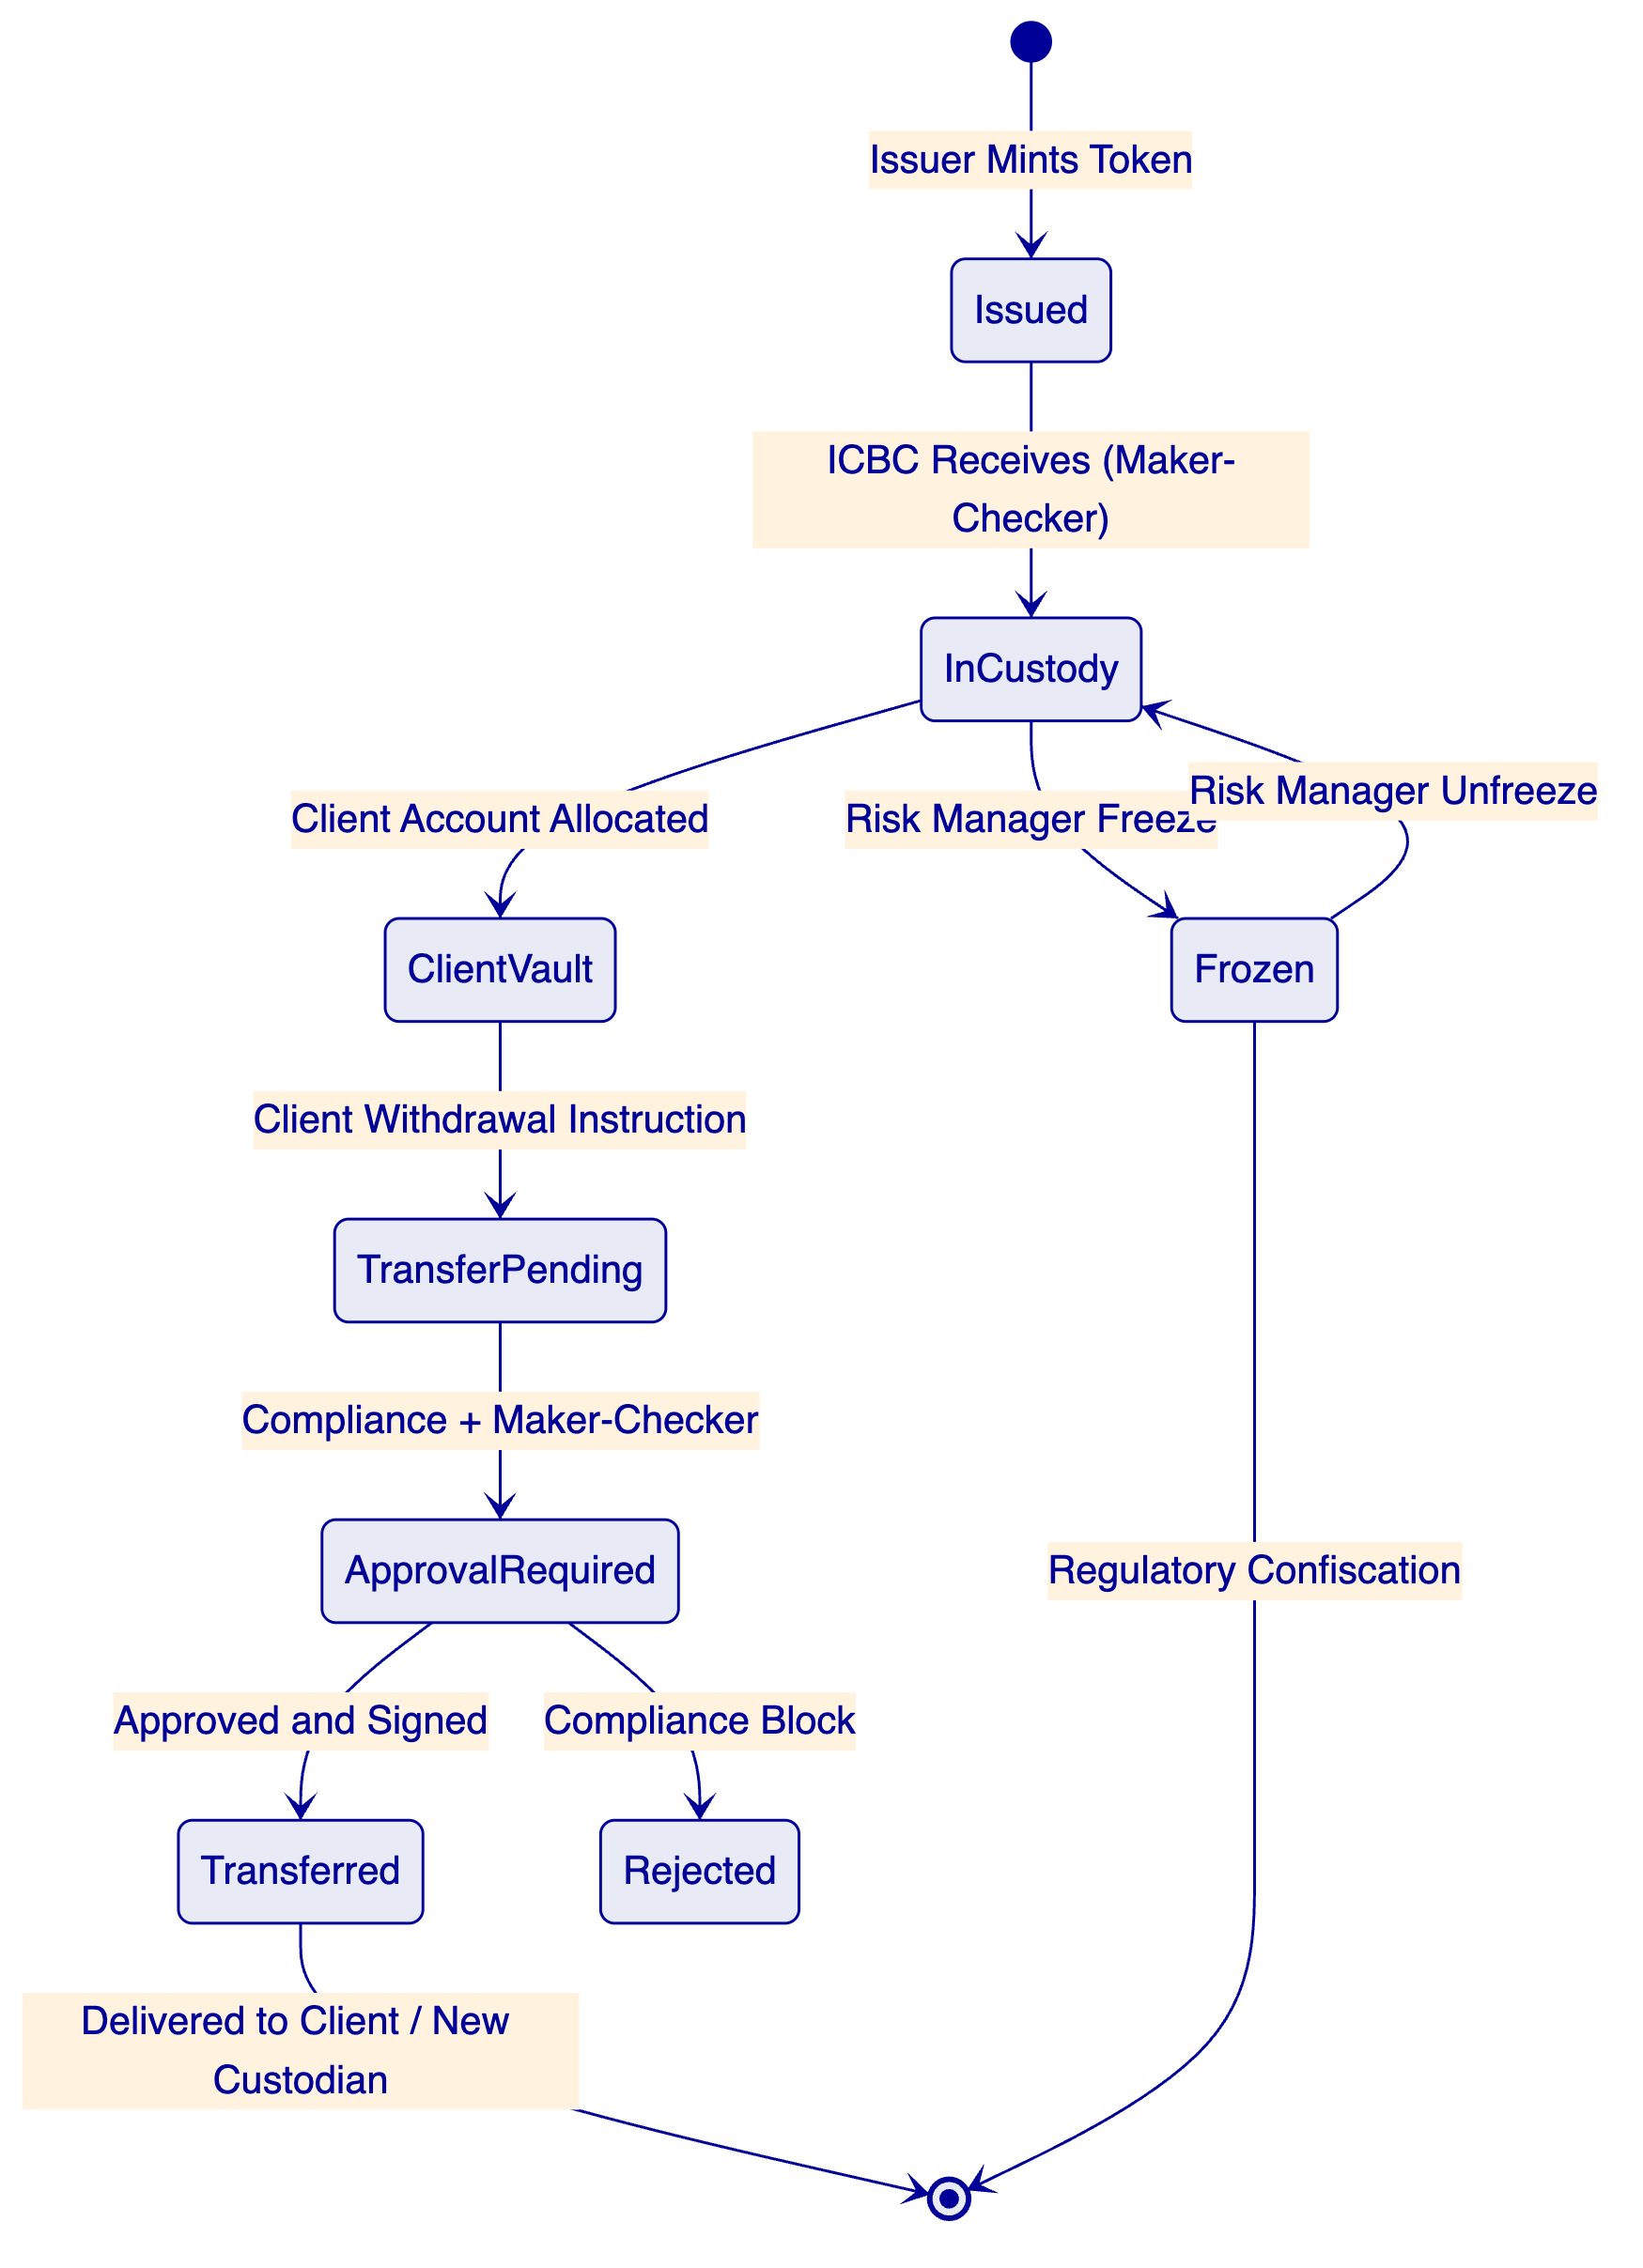 Issuer Mints Token
Issued
ICBC Receives (Maker-
Checker)
InCustody
Client Account Allocated
Risk Manager Freeze
Risk Manager Unfreeze
ClientVault
Frozen
Client Withdrawal Instruction
TransferPending
Compliance + Maker-Checker
ApprovalRequired
Regulatory Confiscation
Approved and Signed
Compliance Block
Transferred
Rejected
Delivered to Client / New
Custodian